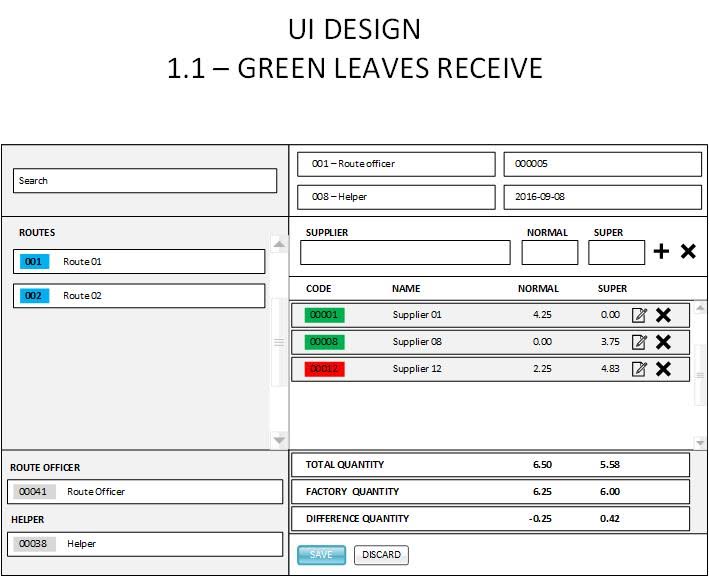 UI DESIGN
1.1 – GREEN LEAVES RECEIVE
Search
ROUTES
001 Route 01
002 Route 02
ROUTE OFFICER
00041 Route Officer
HELPER
00038 Helper
001 – Route officer 000005
008 – Helper 2016-09-08
SUPPLIER NORMAL SUPER
CODE NAME NORMAL SUPER
00001 Supplier 01 4.25 0.00
00008 Supplier 08 0.00 3.75
00012 Supplier 12 2.25 4.83
TOTAL QUANTITY 6.50 5.58
FACTORY QUANTITY 6.25 6.00
DIFFERENCE QUANTITY -0.25 0.42
SAVE DISCARD